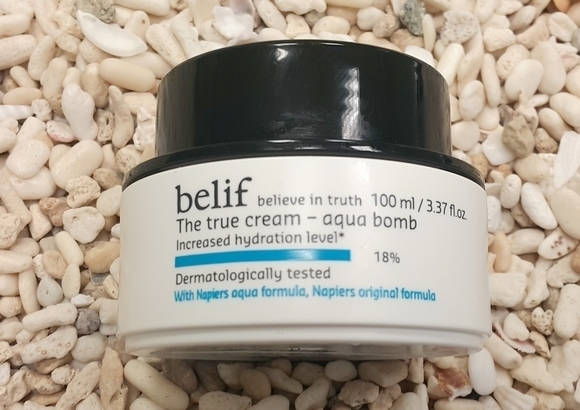 belif believe in truth 100 ml / 3.37 fl.oz.
The true cream – aqua bomb
Increased hydration level*
18%
Dermatologically tested
With Napiers aqua formula, Napiers original formula